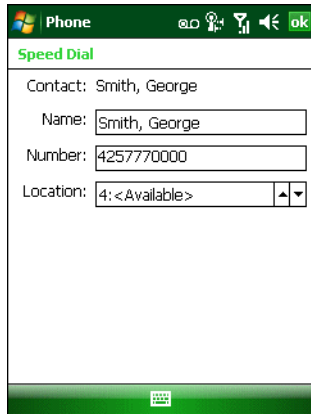 Phone
ok
Speed Dial
Contact: Smith, George
Name: Smith, George
Number: 4257770000
Location: 4:<Available>